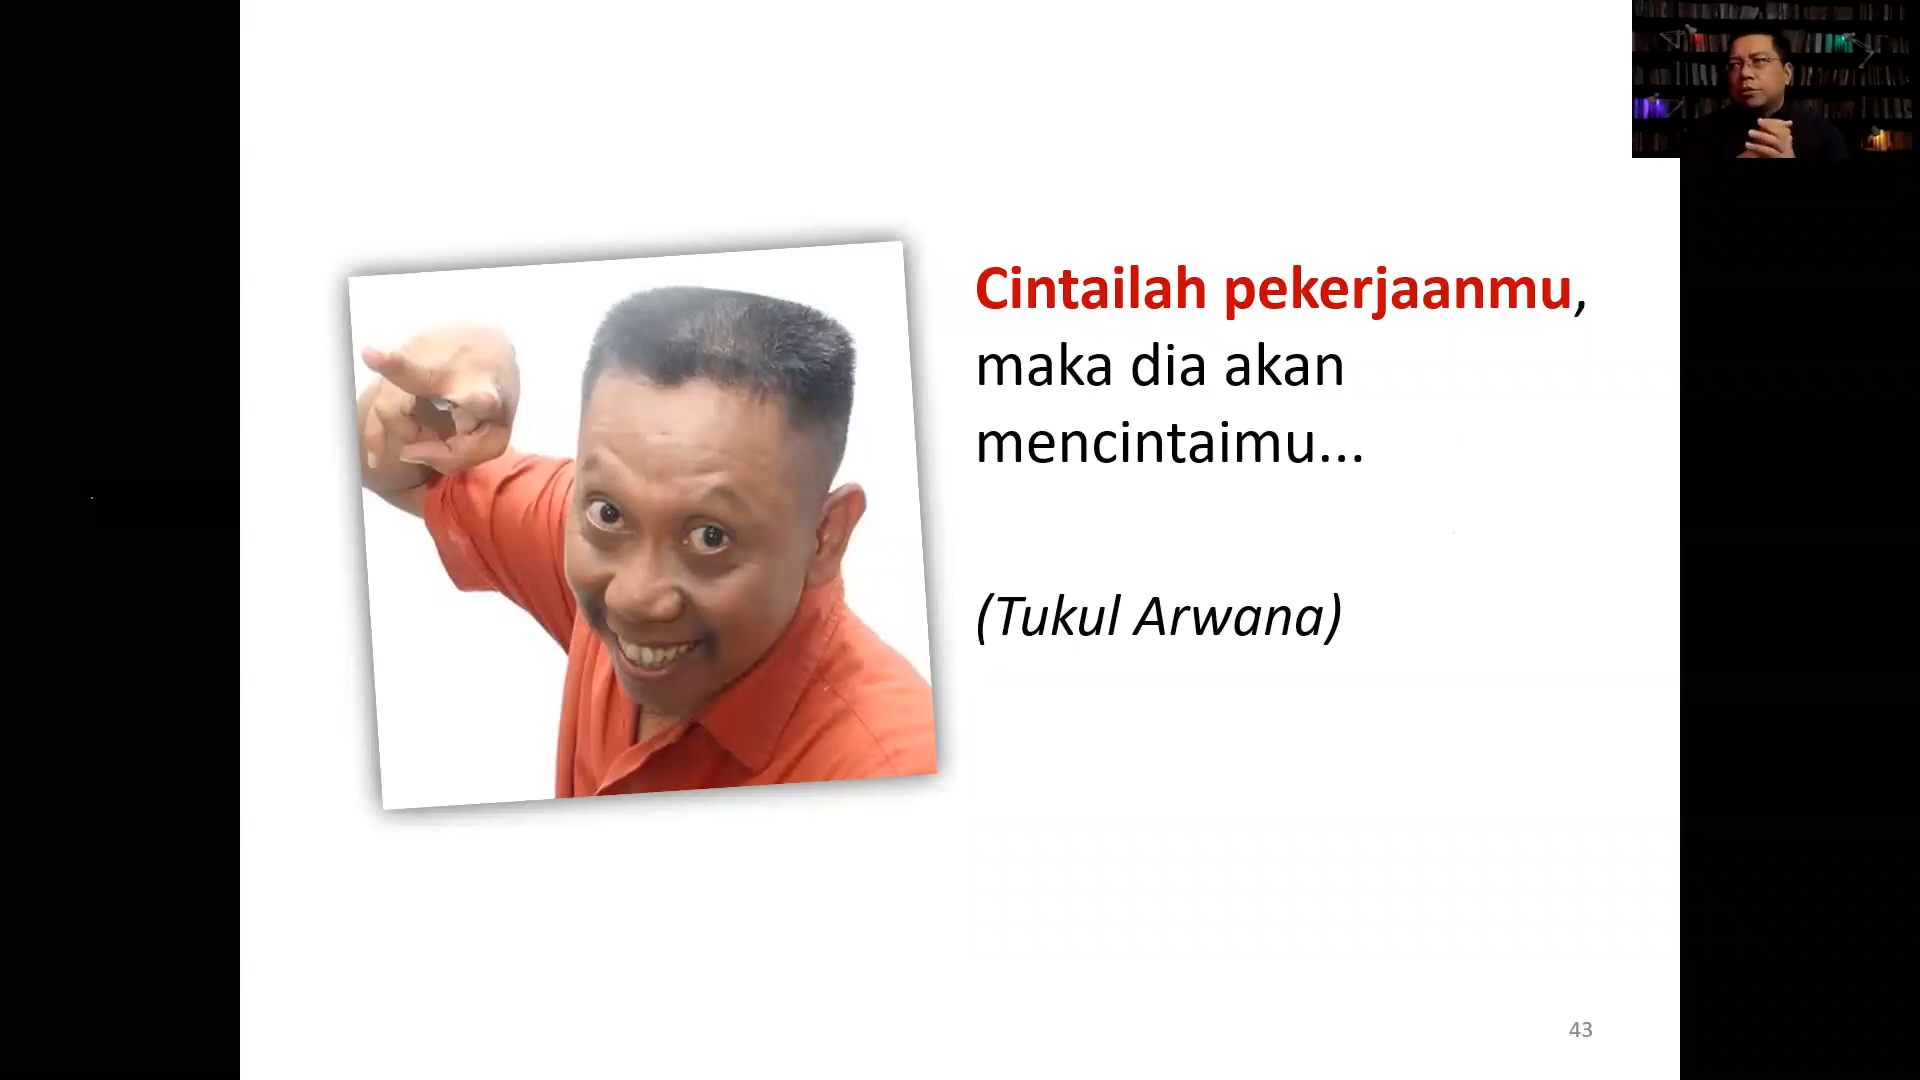 Cintailah pekerjaanmu,
maka dia akan
mencintaimu...
(Tukul Arwana)
43